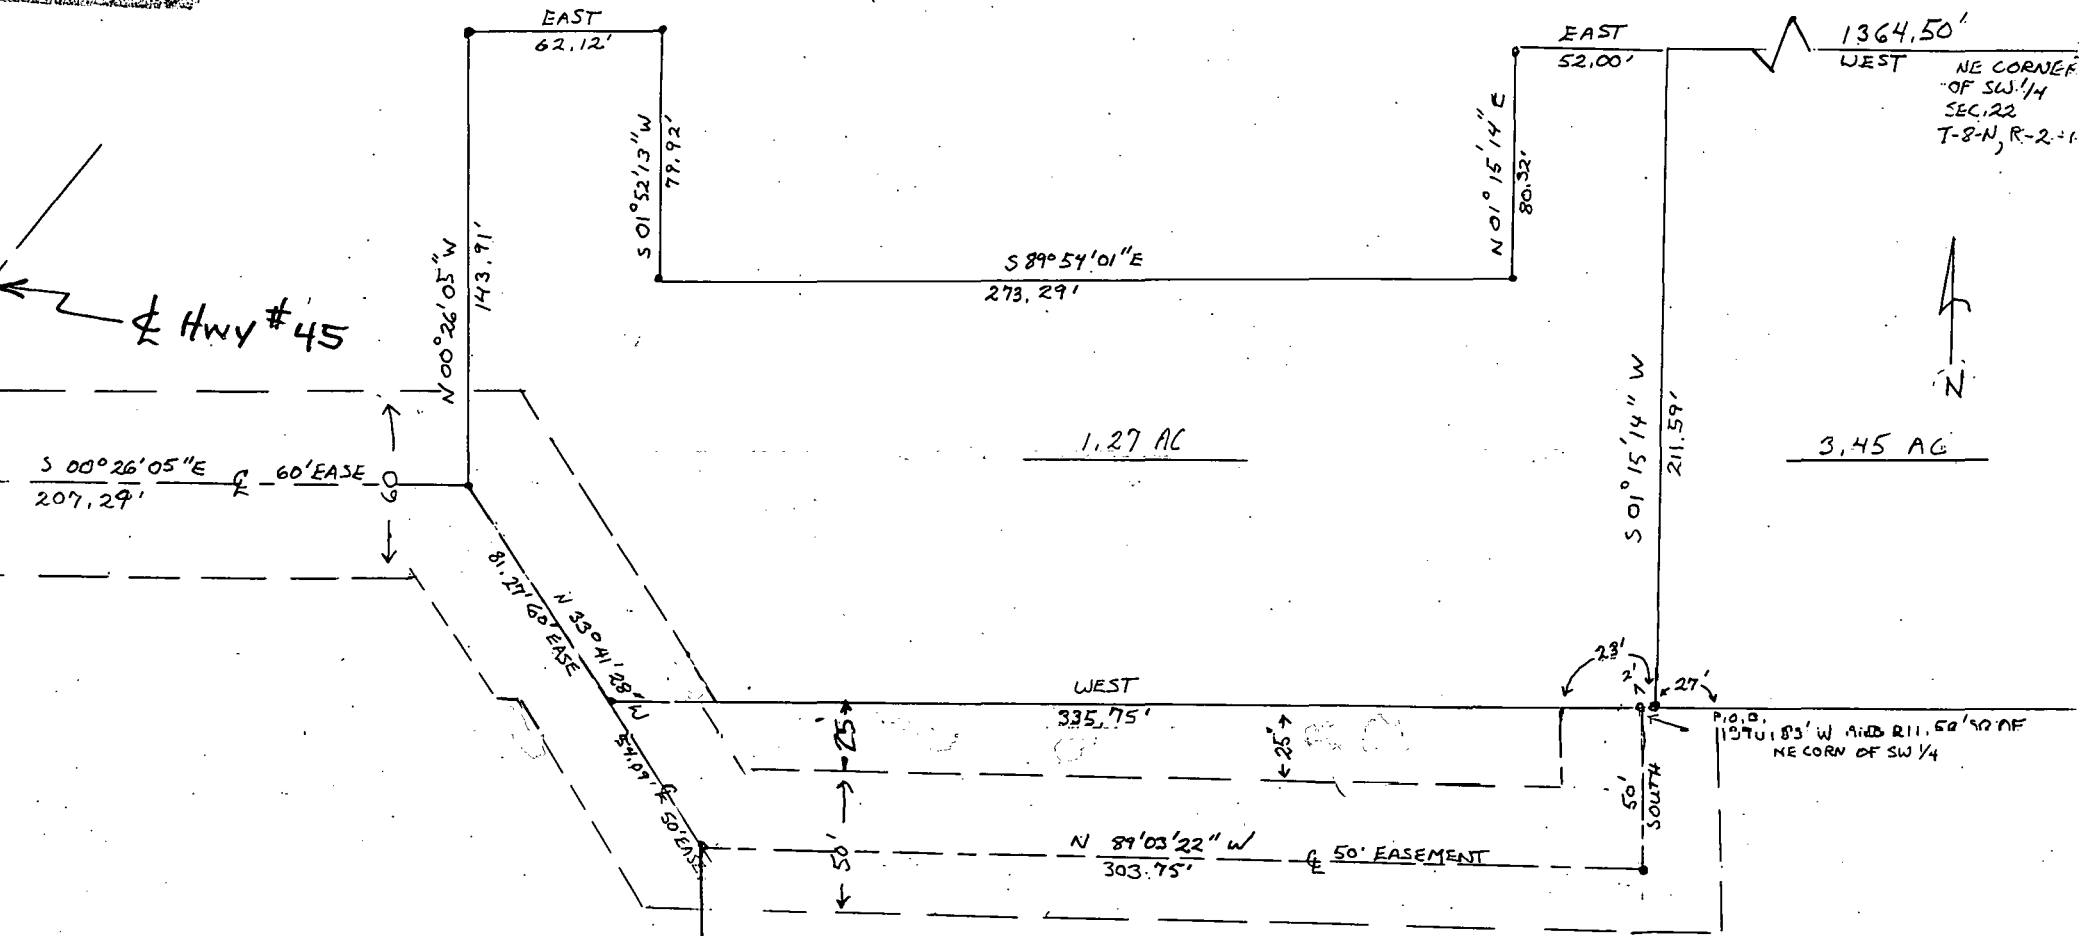 EAST
62.12'
EAST
52.00'
1364.50'
WEST
NE CORNER
OF SW 1/4
SEC. 22
T-8-N, R-2-
S 01° 52' 13" W
79.92'
N 01° 15' 14" E
80.32'
N 00° 26' 05" W
143.91'
S 89° 54' 01" E
273.29'
℄ Hwy #45
N
S 01° 15' 14" W
211.59'
1.27 AC
3.45 AC
S 00° 26' 05" E
207.29'
℄ 60' EASE
60
81.27' 60' EASE
N 33° 41' 28" W
23'
2'
27'
WEST
335.75'
25'
25'
P.O.B.
NE CORN OF SW 1/4
54.09' ℄ 50' EASE
50'
SOUTH
50'
N 89°03'22" W
303.75'
℄ 50' EASEMENT